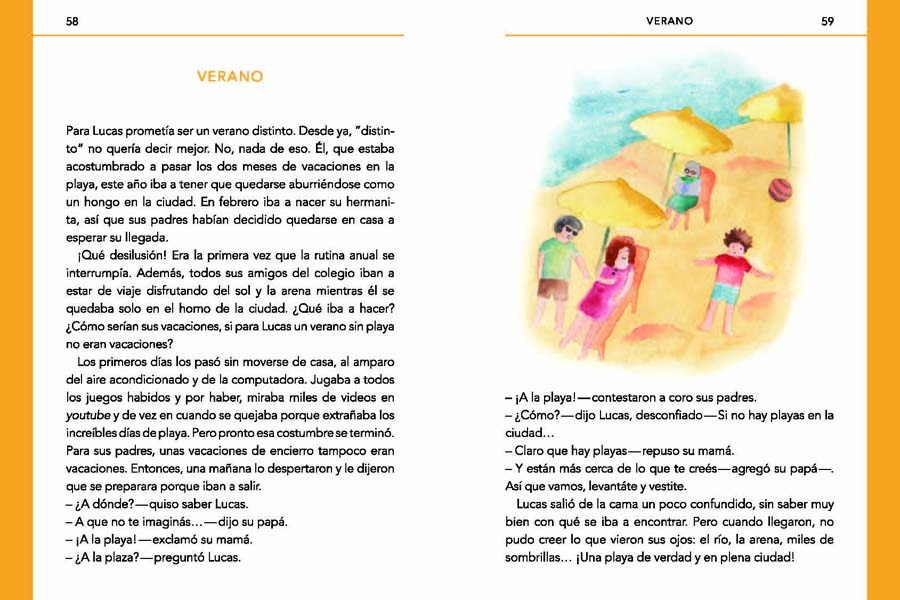 58
VERANO
Para Lucas prometía ser un verano distinto. Desde ya, “distin-
to” no quería decir mejor. No, nada de eso. Él, que estaba
acostumbrado a pasar los dos meses de vacaciones en la
playa, este año iba a tener que quedarse aburriéndose como
un hongo en la ciudad. En febrero iba a nacer su hermani-
ta, así que sus padres habían decidido quedarse en casa a
esperar su llegada.
¡Qué desilusión! Era la primera vez que la rutina anual se
interrumpía. Además, todos sus amigos del colegio iban a
estar de viaje disfrutando del sol y la arena mientras él se
quedaba solo en el horno de la ciudad. ¿Qué iba a hacer?
¿Cómo serían sus vacaciones, si para Lucas un verano sin playa
no eran vacaciones?
Los primeros días los pasó sin moverse de casa, al amparo
del aire acondicionado y de la computadora. Jugaba a todos
los juegos habidos y por haber, miraba miles de videos en
youtube y de vez en cuando se quejaba porque extrañaba los
increíbles días de playa. Pero pronto esa costumbre se terminó.
Para sus padres, unas vacaciones de encierro tampoco eran
vacaciones. Entonces, una mañana lo despertaron y le dijeron
que se preparara porque iban a salir.
– ¿A dónde?—quiso saber Lucas.
– A que no te imaginás…—dijo su papá.
– ¡A la playa!—exclamó su mamá.
– ¿A la plaza?—preguntó Lucas.
VERANO
59
– ¡A la playa!—contestaron a coro sus padres.
– ¿Cómo?—dijo Lucas, desconfiado—Si no hay playas en la
ciudad…
– Claro que hay playas—repuso su mamá.
– Y están más cerca de lo que te creés—agregó su papá—.
Así que vamos, levantáte y vestite.
Lucas salió de la cama un poco confundido, sin saber muy
bien con qué se iba a encontrar. Pero cuando llegaron, no
pudo creer lo que vieron sus ojos: el río, la arena, miles de
sombrillas… ¡Una playa de verdad y en plena ciudad!